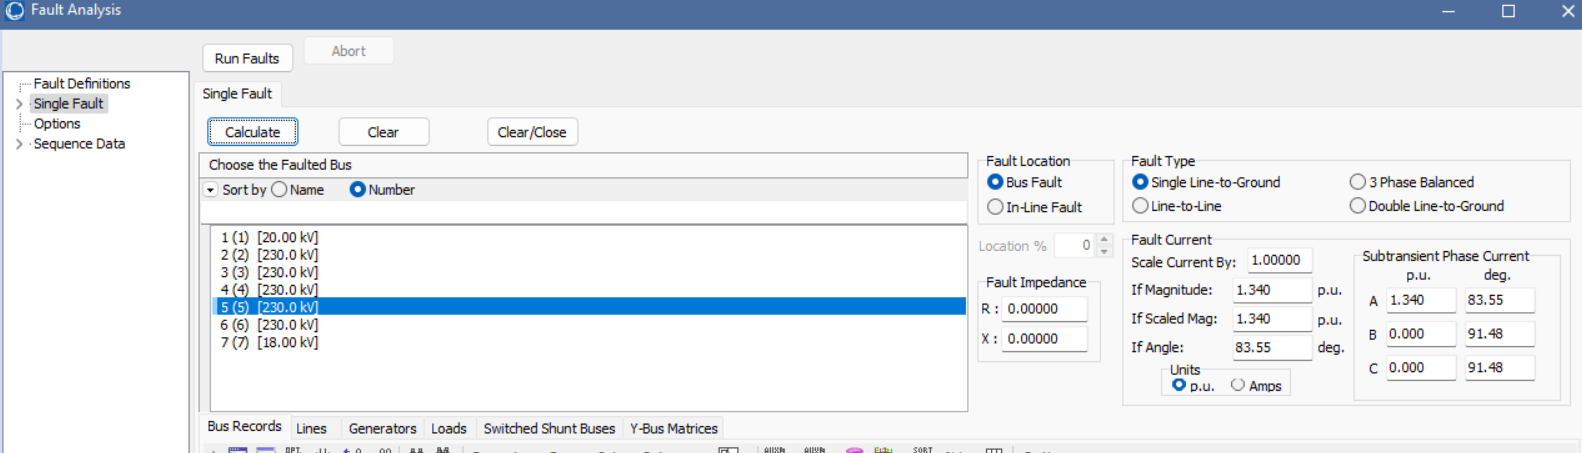 Fault Analysis
Run Faults
Abort
Fault Definitions
Single Fault
Options
Sequence Data
Single Fault
Calculate
Clear
Clear/Close
Choose the Faulted Bus
Sort by Name Number
1 (1) [20.00 kV]
2 (2) [230.0 kV]
3 (3) [230.0 kV]
4 (4) [230.0 kV]
5 (5) [230.0 kV]
6 (6) [230.0 kV]
7 (7) [18.00 kV]
Fault Location
Bus Fault
In-Line Fault
Location % 0
Fault Impedance
R : 0.00000
X : 0.00000
Fault Type
Single Line-to-Ground
3 Phase Balanced
Line-to-Line
Double Line-to-Ground
Fault Current
Scale Current By: 1.00000
If Magnitude: 1.340 p.u.
If Scaled Mag: 1.340 p.u.
If Angle: 83.55 deg.
Units
p.u. Amps
Subtransient Phase Current
p.u. deg.
A 1.340 83.55
B 0.000 91.48
C 0.000 91.48
Bus Records Lines Generators Loads Switched Shunt Buses Y-Bus Matrices